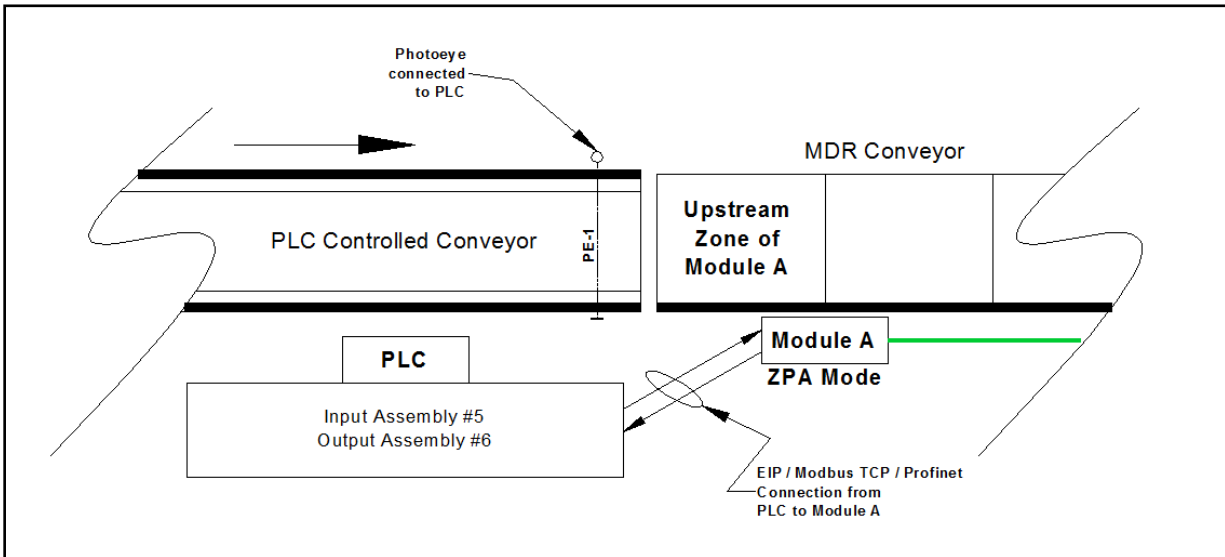 Photoeye
connected
to PLC
MDR Conveyor
PLC Controlled Conveyor
PE-1
Upstream
Zone of
Module A
PLC
Input Assembly #5
Output Assembly #6
Module A
ZPA Mode
EIP / Modbus TCP / Profinet
Connection from
PLC to Module A